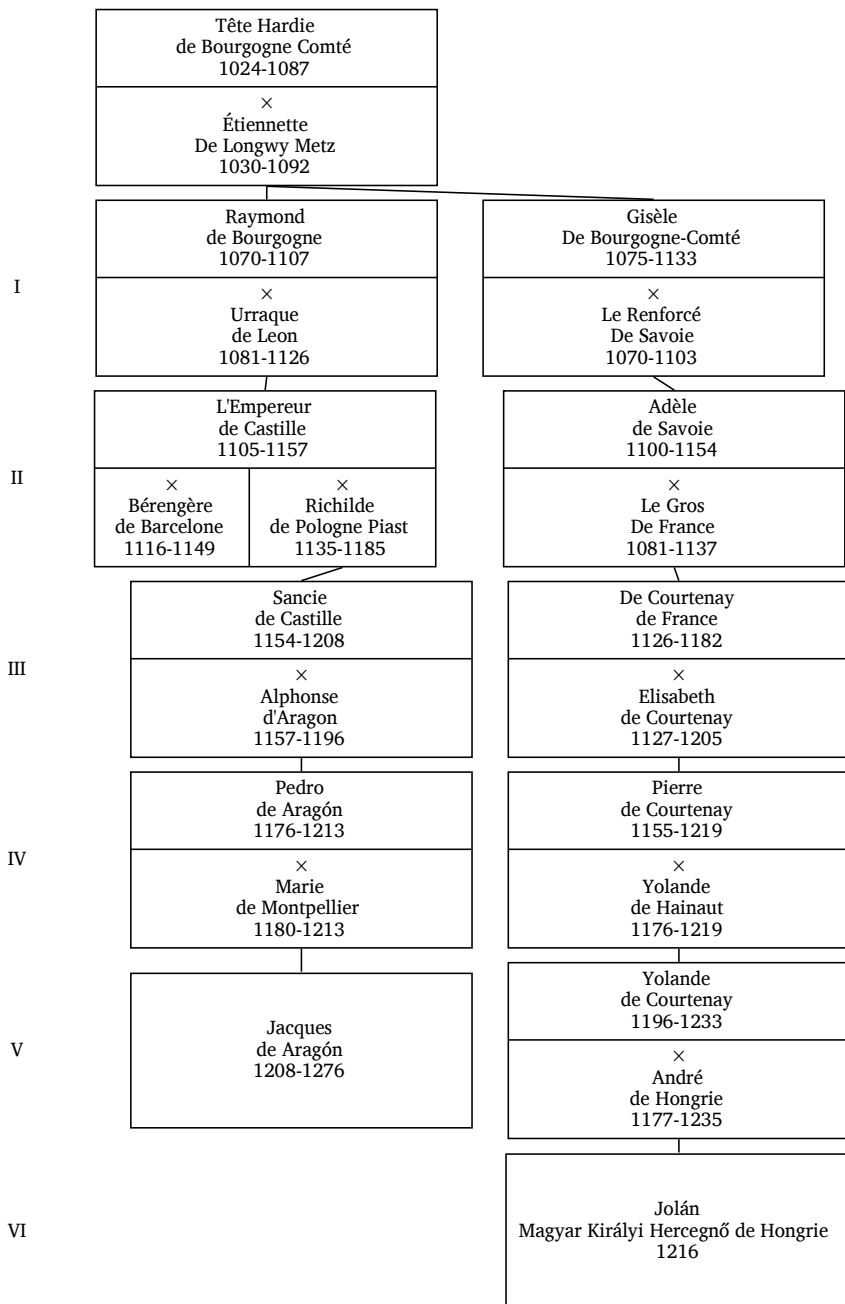 Tête Hardie
de Bourgogne Comté
1024-1087
×
Étiennette
De Longwy Metz
1030-1092
I
Raymond
de Bourgogne
1070-1107
×
Urraque
de Leon
1081-1126
Gisèle
De Bourgogne-Comté
1075-1133
×
Le Renforcé
De Savoie
1070-1103
II
L'Empereur
de Castille
1105-1157
×
Bérengère
de Barcelone
1116-1149
×
Richilde
de Pologne Piast
1135-1185
Adèle
de Savoie
1100-1154
×
Le Gros
De France
1081-1137
III
Sancie
de Castille
1154-1208
×
Alphonse
d'Aragon
1157-1196
De Courtenay
de France
1126-1182
×
Elisabeth
de Courtenay
1127-1205
IV
Pedro
de Aragón
1176-1213
×
Marie
de Montpellier
1180-1213
Pierre
de Courtenay
1155-1219
×
Yolande
de Hainaut
1176-1219
V
Jacques
de Aragón
1208-1276
Yolande
de Courtenay
1196-1233
×
André
de Hongrie
1177-1235
VI
Jolán
Magyar Királyi Hercegnő de Hongrie
1216